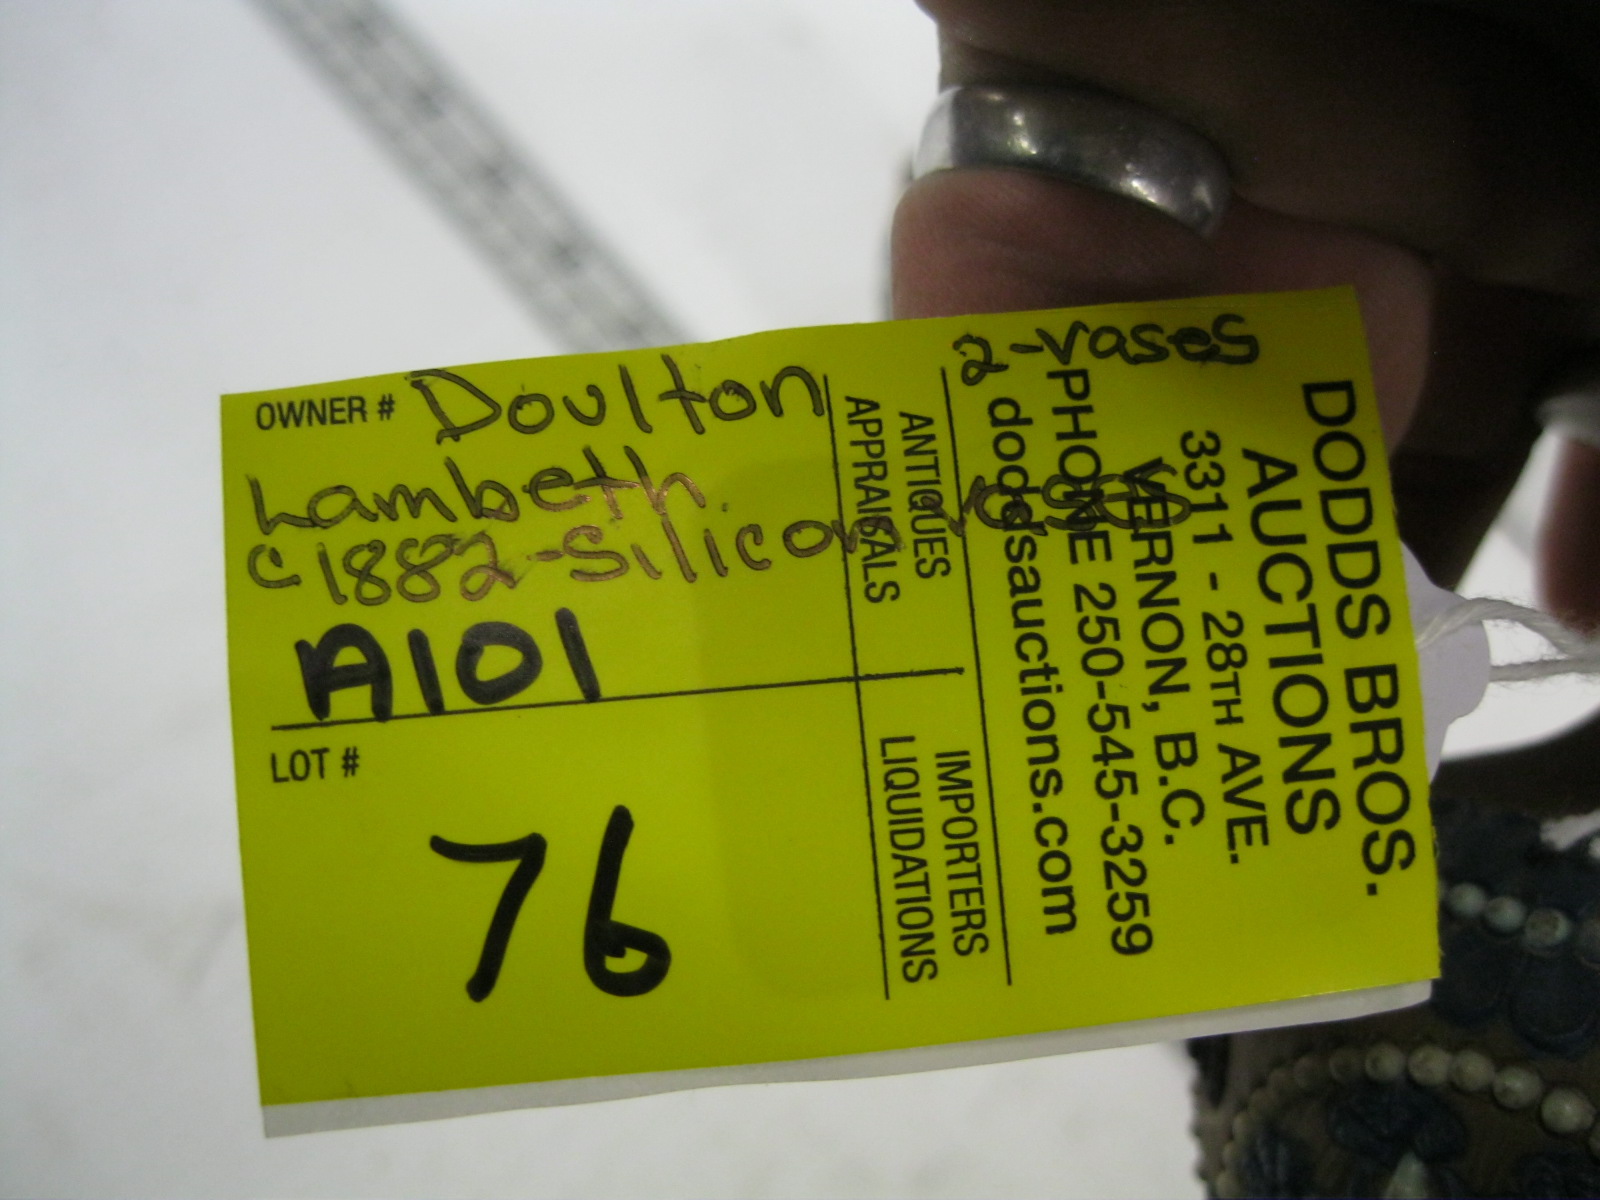 DODDS BROS.
AUCTIONS
3311 - 28TH AVE.
VERNON, B.C.
PHONE 250-545-3259
doddsauctions.com
ANTIQUES
APPRAISALS
IMPORTERS
LIQUIDATIONS
2-vases
OWNER # Doulton
Lambeth
C 1882-Silicon
A101
LOT #
76